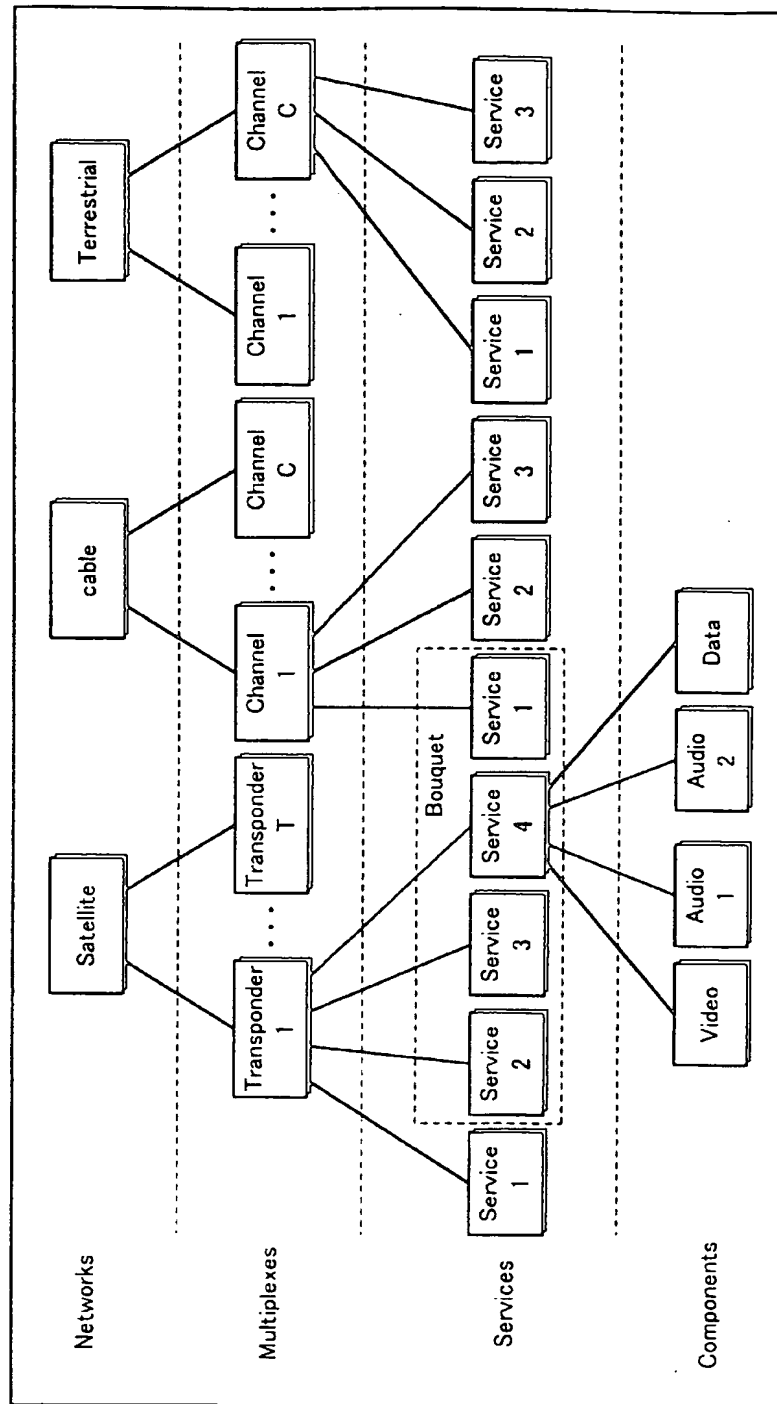 Networks
Satellite
cable
Terrestrial
Multiplexes
Transponder
1
...
Transponder
T
Channel
1
...
Channel
C
Channel
1
...
Channel
C
Services
Bouquet
Service
1
Service
2
Service
3
Service
4
Service
1
Service
2
Service
3
Service
1
Service
2
Service
3
Components
Video
Audio
1
Audio
2
Data